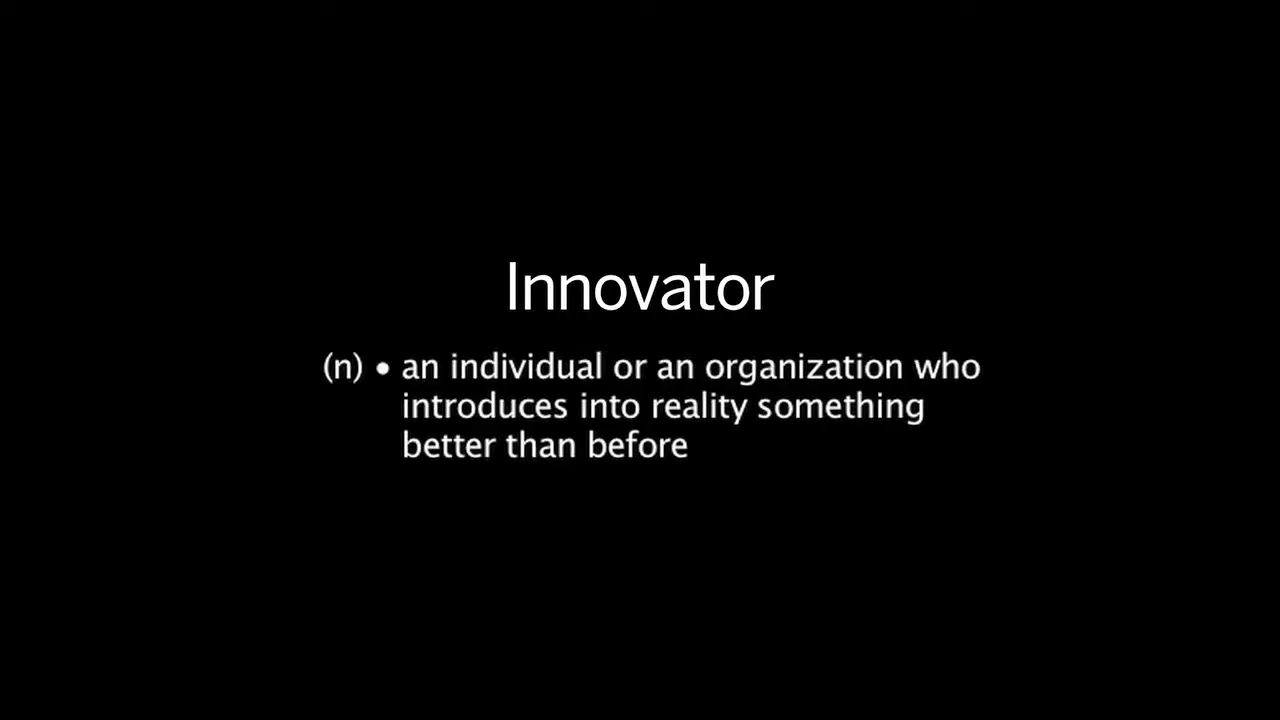 Innovator
(n) • an individual or an organization who
introduces into reality something
better than before